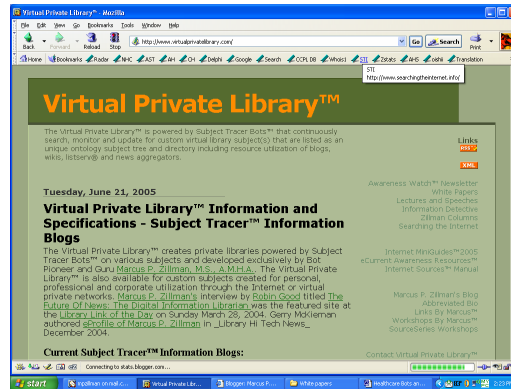 Virtual Private Library™ - Mozilla
File Edit View Go Bookmarks Tools Window Help
Back Forward Reload Stop http://www.virtualprivatelibrary.com/ Go Search Print
Home Bookmarks Radar NHC AST AH CH Delphi Google Search CCPL DB Whois STI Zstats AHS oishii Translation
STI
http://www.searchingtheinternet.info/
Virtual Private Library™
The Virtual Private Library™ is powered by Subject Tracer Bots™ that continuously
search, monitor and update for custom virtual library subject(s) that are listed as an
unique ontology subject tree and directory including resource utilization of blogs,
wikis, listserv® and news aggregators.
Links
RSS
XML
Tuesday, June 21, 2005
Virtual Private Library™ Information and
Specifications - Subject Tracer™ Information
Blogs
The Virtual Private Library™ creates private libraries powered by Subject
Tracer Bots™ on various subjects and developed exclusively by Bot
Pioneer and Guru Marcus P. Zillman, M.S., A.M.H.A.. The Virtual Private
Library™ is also available for custom subjects created for personal,
professional and corporate utilization through the Internet or virtual
private networks. Marcus P. Zillman's interview by Robin Good titled The
Future Of News: The Digital Information Librarian was the featured site at
the Library Link of the Day on Sunday March 28, 2004. Gerry McKiernan
authored eProfile of Marcus P. Zillman in _Library Hi Tech News_
December 2004.
Current Subject Tracer™ Information Blogs:
Awareness Watch™ Newsletter
White Papers
Lectures and Speeches
Information Detective
Zillman Columns
Searching the Internet
Internet MiniGuides™2005
eCurrent Awareness Resources™
Internet Sources™ Manual
Marcus P. Zillman's Blog
Abbreviated Bio
Links By Marcus™
Workshops By Marcus™
SourceSeries Workshops
Contact Virtual Private Library™
Connecting to stats.blogger.com...
start mpzillman on mail.c... Virtual Private Libr... Blogger: Marcus P.... White papers Healthcare Bots an... 2:23 PM